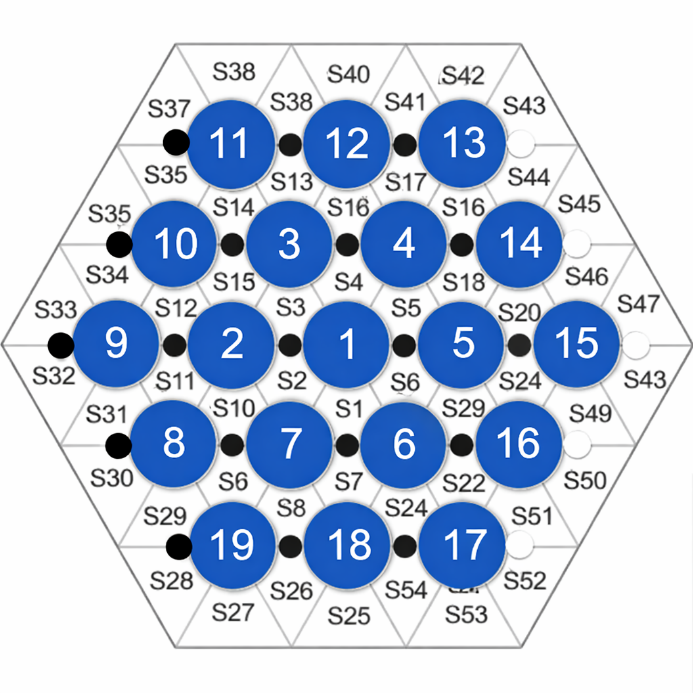 S38 S40 S42
S37 S38 S41 S43
11 12 13
S35 S13 S17 S44
S35 S14 S16 S16 S45
10 3 4 14
S34 S15 S4 S18 S46
S33 S12 S3 S5 S20 S47
9 2 1 5 15
S32 S11 S2 S6 S24 S43
S31 S10 S1 S29 S49
8 7 6 16
S30 S6 S7 S22 S50
S29 S8 S24 S51
19 18 17
S28 S26 S54 S52
S27 S25 S53